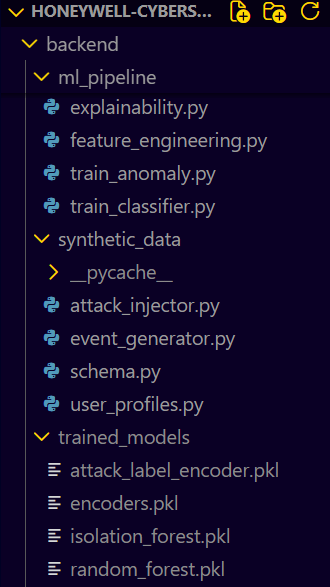 HONEYWELL-CYBERS...
backend
ml_pipeline
explainability.py
feature_engineering.py
train_anomaly.py
train_classifier.py
synthetic_data
__pycache__
attack_injector.py
event_generator.py
schema.py
user_profiles.py
trained_models
attack_label_encoder.pkl
encoders.pkl
isolation_forest.pkl
random_forest.pkl